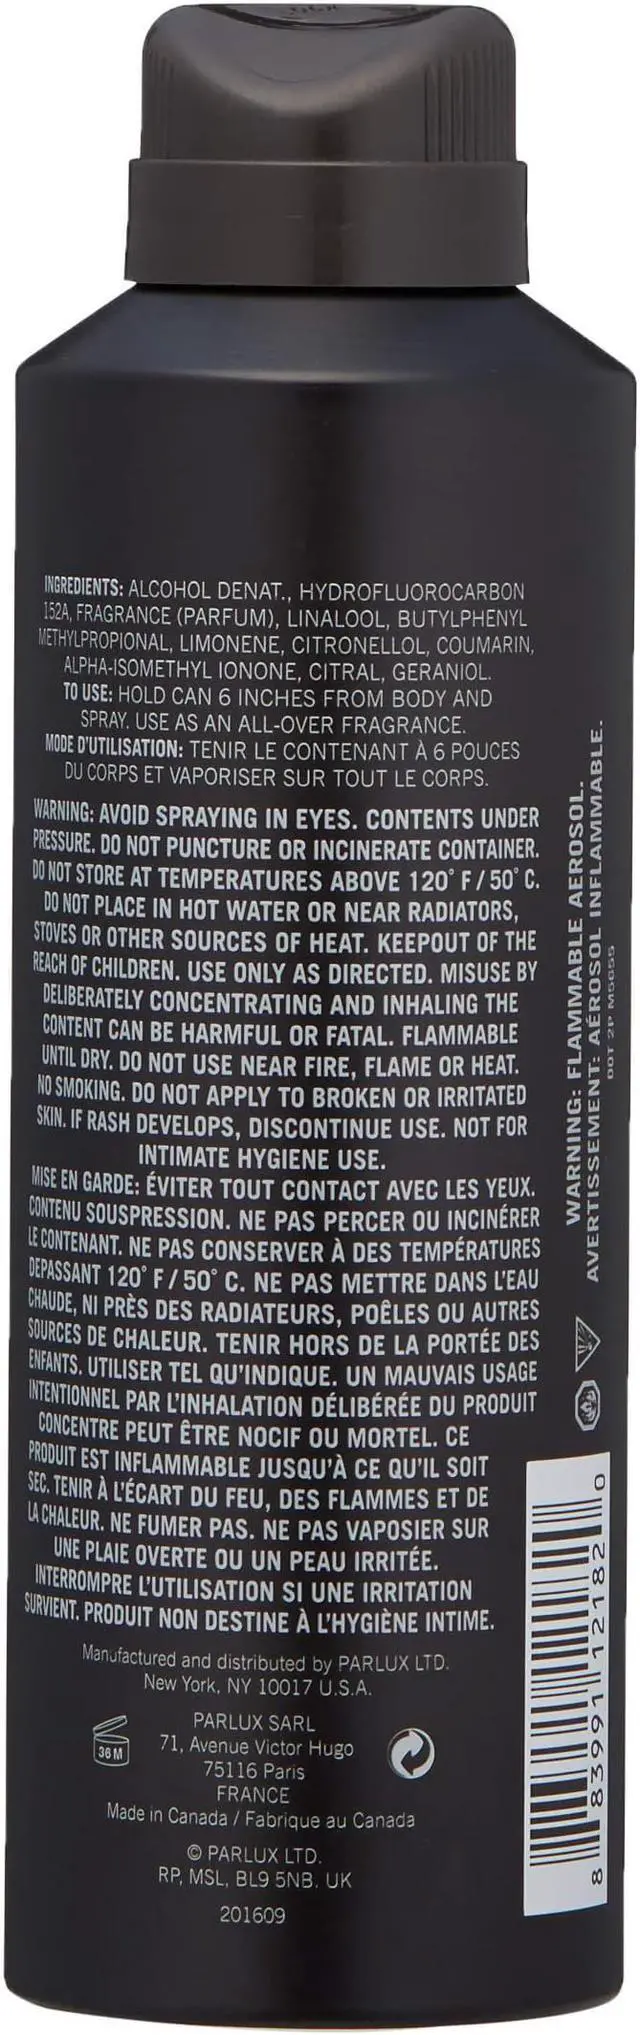 INGREDIENTS: ALCOHOL DENAT., HYDROFLUOROCARBON
152A, FRAGRANCE (PARFUM), LINALOOL, BUTYLPHENYL
METHYLPROPIONAL, LIMONENE, CITRONELLOL, COUMARIN,
ALPHA-ISOMETHYL IONONE, CITRAL, GERANIOL.
TO USE: HOLD CAN 6 INCHES FROM BODY AND
SPRAY. USE AS AN ALL-OVER FRAGRANCE.
MODE D'UTILISATION: TENIR LE CONTENANT À 6 POUCES
DU CORPS ET VAPORISER SUR TOUT LE CORPS.
WARNING: AVOID SPRAYING IN EYES. CONTENTS UNDER
PRESSURE. DO NOT PUNCTURE OR INCINERATE CONTAINER.
DO NOT STORE AT TEMPERATURES ABOVE 120° F / 50° C.
DO NOT PLACE IN HOT WATER OR NEAR RADIATORS,
STOVES OR OTHER SOURCES OF HEAT. KEEPOUT OF THE
REACH OF CHILDREN. USE ONLY AS DIRECTED. MISUSE BY
DELIBERATELY CONCENTRATING AND INHALING THE
CONTENT CAN BE HARMFUL OR FATAL. FLAMMABLE
UNTIL DRY. DO NOT USE NEAR FIRE, FLAME OR HEAT.
NO SMOKING. DO NOT APPLY TO BROKEN OR IRRITATED
SKIN. IF RASH DEVELOPS, DISCONTINUE USE. NOT FOR
INTIMATE HYGIENE USE.
MISE EN GARDE: ÉVITER TOUT CONTACT AVEC LES YEUX.
CONTENU SOUSPRESSION. NE PAS PERCER OU INCINÉRER
LE CONTENANT. NE PAS CONSERVER À DES TEMPÉRATURES
DEPASSANT 120° F / 50° C. NE PAS METTRE DANS L'EAU
CHAUDE, NI PRÈS DES RADIATEURS, POÊLES OU AUTRES
SOURCES DE CHALEUR. TENIR HORS DE LA PORTÉE DES
ENFANTS. UTILISER TEL QU'INDIQUE. UN MAUVAIS USAGE
INTENTIONNEL PAR L'INHALATION DÉLIBÉRÉE DU PRODUIT
CONCENTRE PEUT ÊTRE NOCIF OU MORTEL. CE
PRODUIT EST INFLAMMABLE JUSQU'À CE QU'IL SOIT
SEC. TENIR À L'ÉCART DU FEU, DES FLAMMES ET DE
LA CHALEUR. NE FUMER PAS. NE PAS VAPOSIER SUR
UNE PLAIE OVERTE OU UN PEAU IRRITÉE.
INTERROMPRE L'UTILISATION SI UNE IRRITATION
SURVIENT. PRODUIT NON DESTINE À L'HYGIÈNE INTIME.
Manufactured and distributed by PARLUX LTD.
New York, NY 10017 U.S.A.
PARLUX SARL
71, Avenue Victor Hugo
75116 Paris
FRANCE
36 M
Made in Canada / Fabrique au Canada
© PARLUX LTD.
RP, MSL, BL9 5NB. UK
201609
WARNING: FLAMMABLE AEROSOL.
AVERTISSEMENT: AÉROSOL INFLAMMABLE.
DOT 2P M5655
8 83991 12182 0